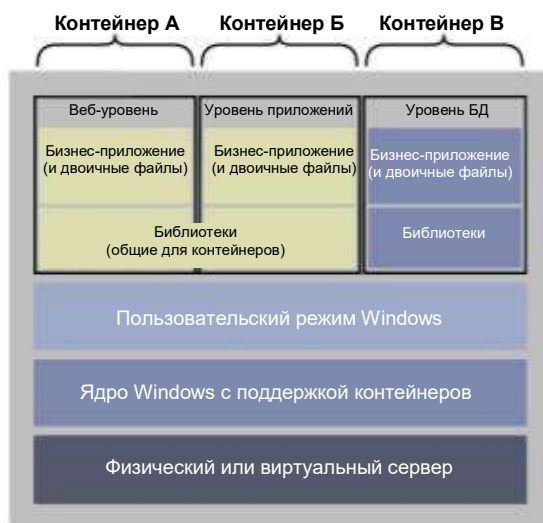 Контейнер А Контейнер Б Контейнер В
Веб-уровень
Уровень приложений
Уровень БД
Бизнес-приложение
(и двоичные файлы)
Бизнес-приложение
(и двоичные файлы)
Бизнес-приложение
(и двоичные файлы)
Библиотеки
(общие для контейнеров)
Библиотеки
Пользовательский режим Windows
Ядро Windows с поддержкой контейнеров
Физический или виртуальный сервер